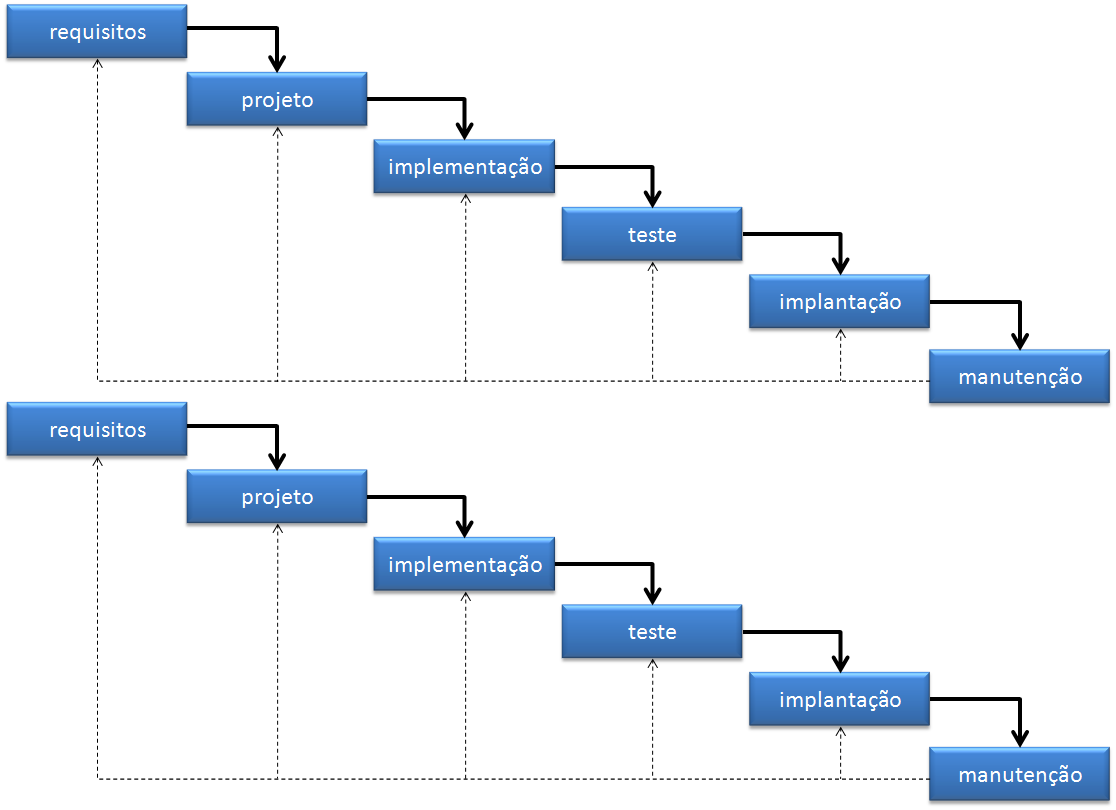 requisitos
projeto
implementação
teste
implantação
manutenção
requisitos
projeto
implementação
teste
implantação
manutenção